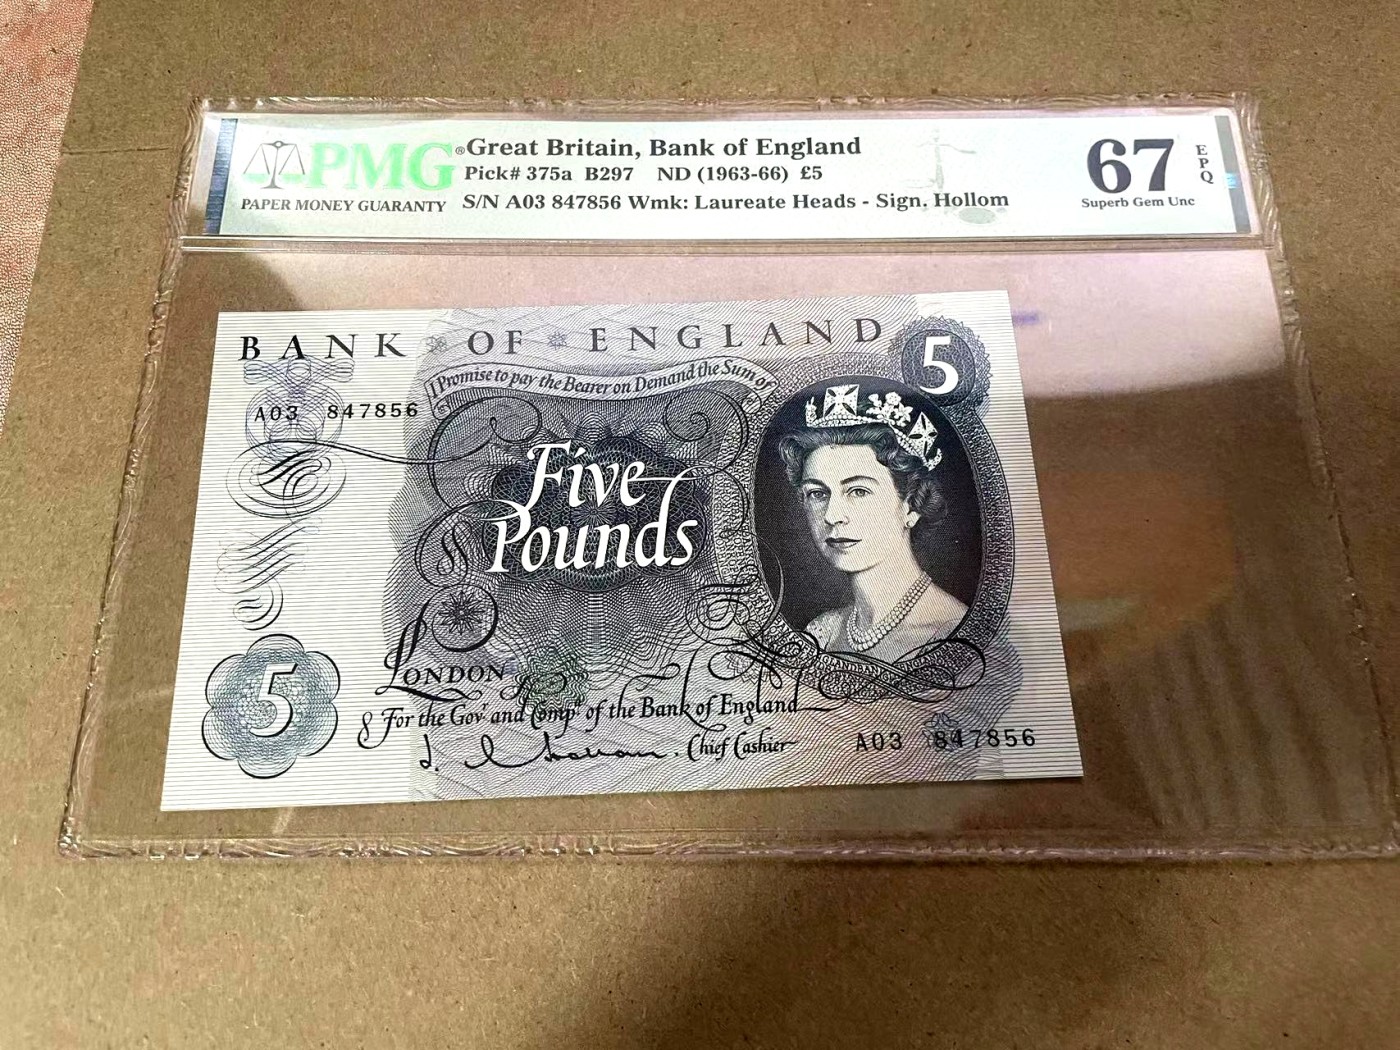 PMG®
PAPER MONEY GUARANTY
Great Britain, Bank of England
Pick# 375a B297 ND (1963-66) £5
S/N A03 847856 Wmk: Laureate Heads - Sign. Hollom
67
EPQ
Superb Gem Unc
BANK OF ENGLAND
5
I Promise to pay the Bearer on Demand the Sum of
A03 847856
Five
Pounds
LONDON
5
For the Govr and Compa of the Bank of England
Chief Cashier
A03 847856